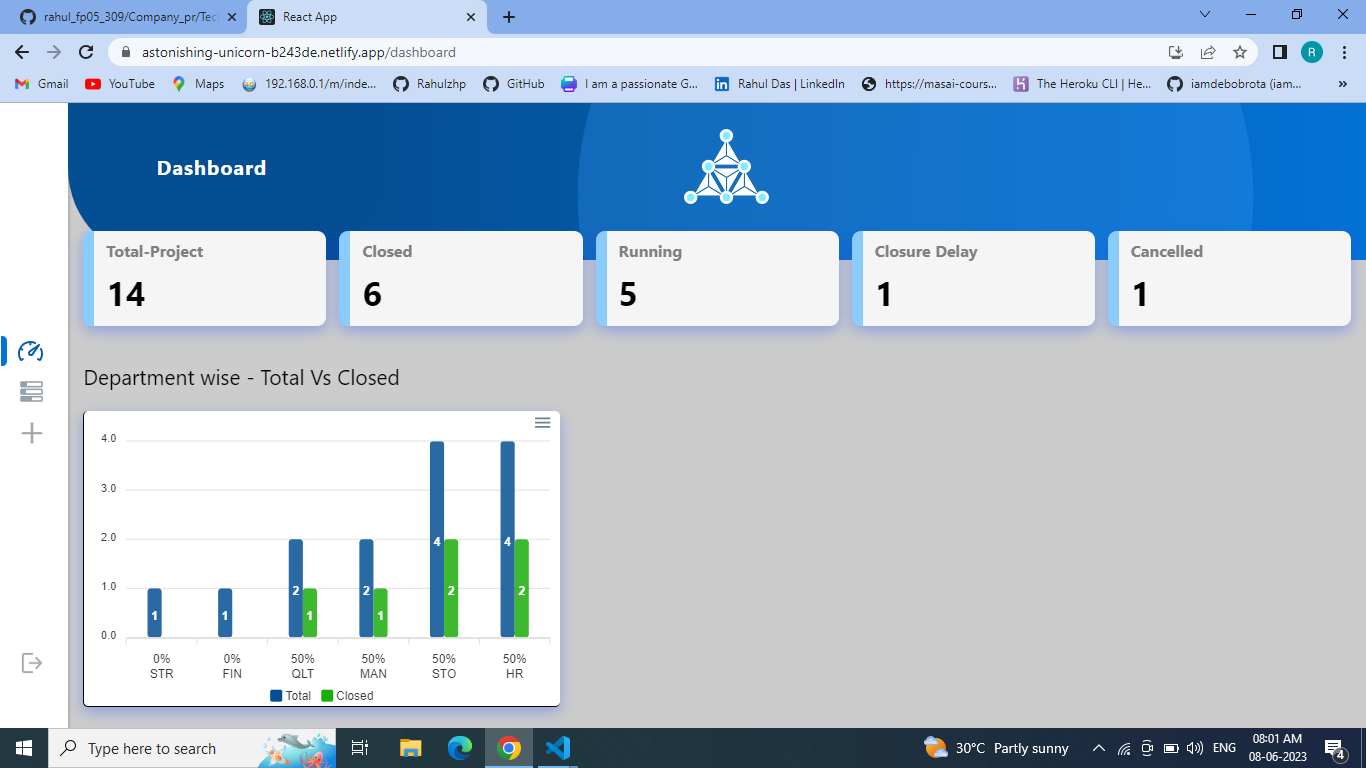 rahul_fp05_309/Company_pr/Tec
React App
astonishing-unicorn-b243de.netlify.app/dashboard
R
Gmail
YouTube
Maps
192.168.0.1/m/inde...
Rahulzhp
GitHub
I am a passionate G...
Rahul Das | LinkedIn
https://masai-cours...
The Heroku CLI | He...
iamdebobrota (iam...
»
Dashboard
Total-Project
14
Closed
6
Running
5
Closure Delay
1
Cancelled
1
Department wise - Total Vs Closed
4.0
3.0
2.0
1.0
0.0
1
1
2
1
2
1
4
2
4
2
0%
STR
0%
FIN
50%
QLT
50%
MAN
50%
STO
50%
HR
Total
Closed
Type here to search
30°C Partly sunny
ENG
08:01 AM
08-06-2023
4